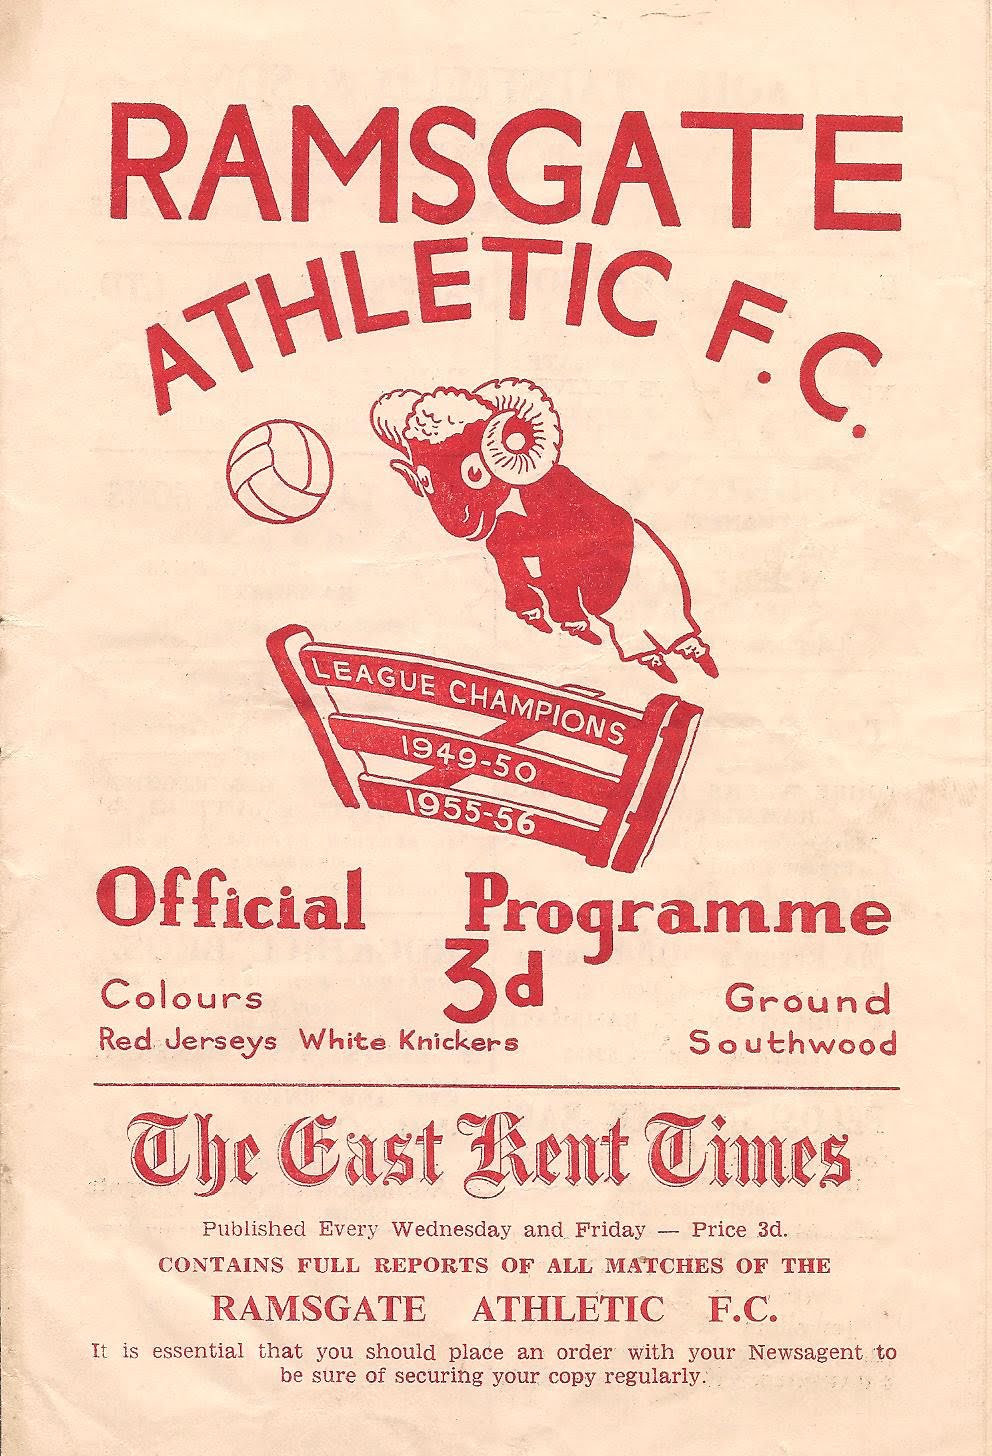 RAMSGATE
ATHLETIC F.C.
LEAGUE CHAMPIONS
1949-50
1955-56
Official Programme
3d
Colours Ground
Red Jerseys White Knickers Southwood
The East Kent Times
Published Every Wednesday and Friday — Price 3d.
CONTAINS FULL REPORTS OF ALL MATCHES OF THE
RAMSGATE ATHLETIC F.C.
It is essential that you should place an order with your Newsagent to
be sure of securing your copy regularly.